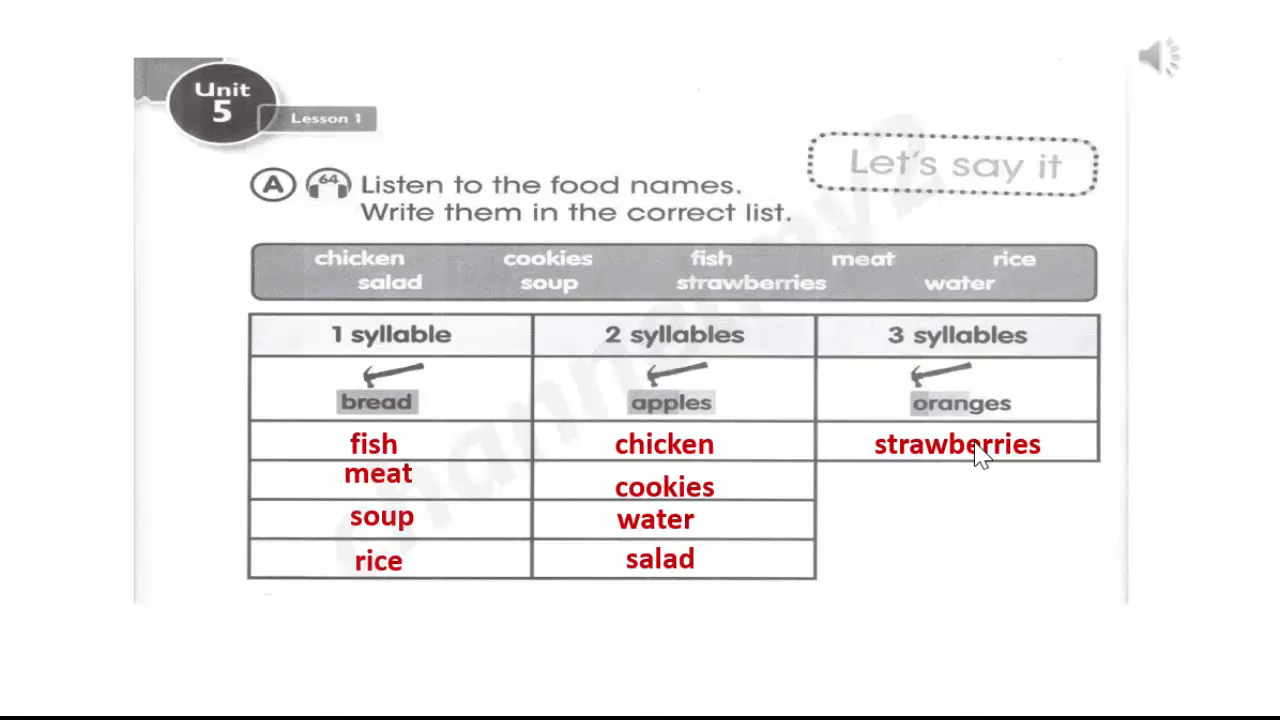 Unit
5
Lesson 1
Let's say it
A 64 Listen to the food names.
Write them in the correct list.
chicken cookies fish meat rice
salad soup strawberries water
1 syllable 2 syllables 3 syllables
bread apples oranges
fish chicken strawberries
meat cookies
soup water
rice salad